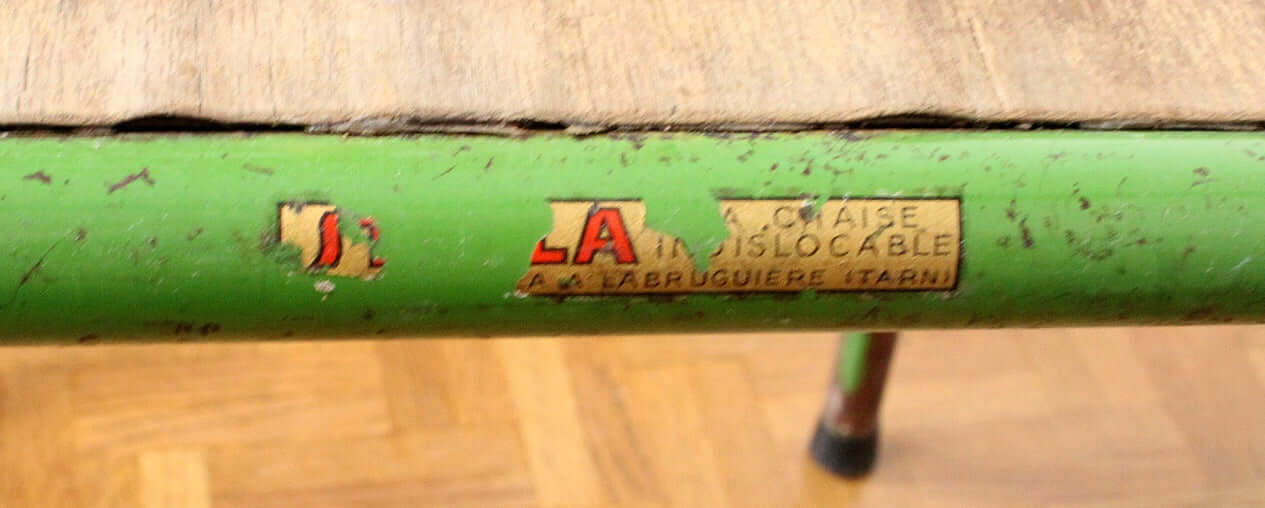 LA
CHAISE
INDISLOCABLE
A LABRUGUIERE (TARN)